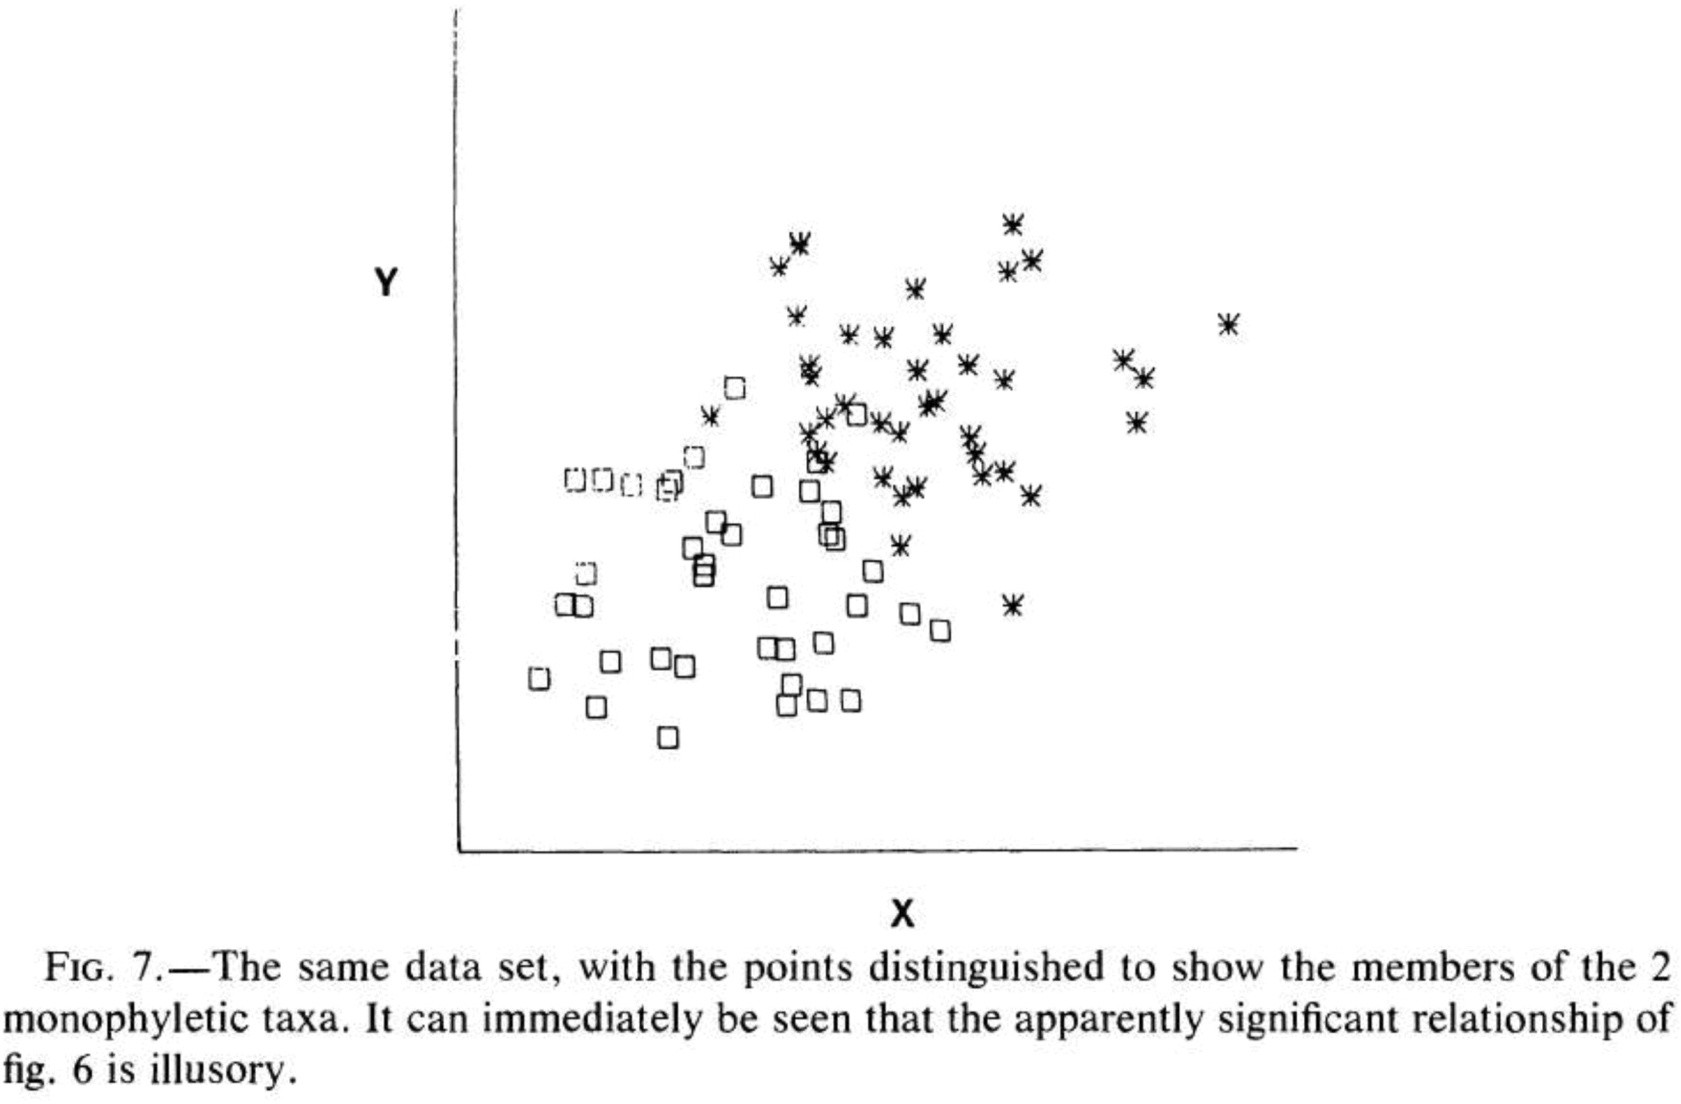 Y
X
FIG. 7.—The same data set, with the points distinguished to show the members of the 2
monophyletic taxa. It can immediately be seen that the apparently significant relationship of
fig. 6 is illusory.